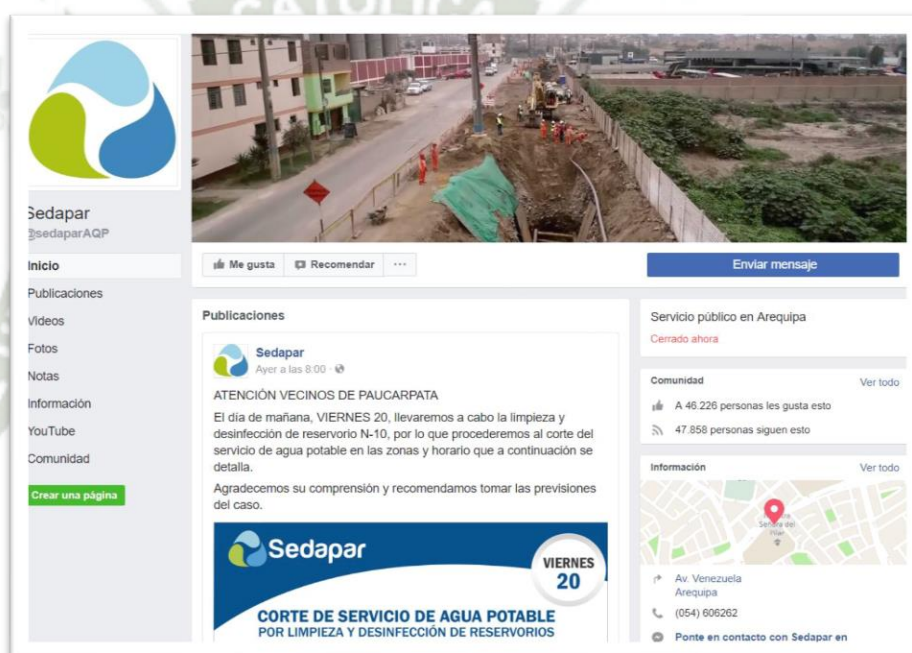 CATÓLICA
Sedapar
@sedaparAQP
Inicio
Publicaciones
Videos
Fotos
Notas
Información
YouTube
Comunidad
Crear una página
Me gusta
Recomendar
...
Enviar mensaje
Publicaciones
Sedapar
Ayer a las 8:00 ·
ATENCIÓN VECINOS DE PAUCARPATA
El día de mañana, VIERNES 20, llevaremos a cabo la limpieza y
desinfección de reservorio N-10, por lo que procederemos al corte del
servicio de agua potable en las zonas y horario que a continuación se
detalla.
Agradecemos su comprensión y recomendamos tomar las previsiones
del caso.
Sedapar
VIERNES
20
CORTE DE SERVICIO DE AGUA POTABLE
POR LIMPIEZA Y DESINFECCIÓN DE RESERVORIOS
Servicio público en Arequipa
Cerrado ahora
Comunidad
Ver todo
A 46.226 personas les gusta esto
47.858 personas siguen esto
Información
Ver todo
Señora del
Pilar
Av. Venezuela
Arequipa
(054) 606262
Ponte en contacto con Sedapar en